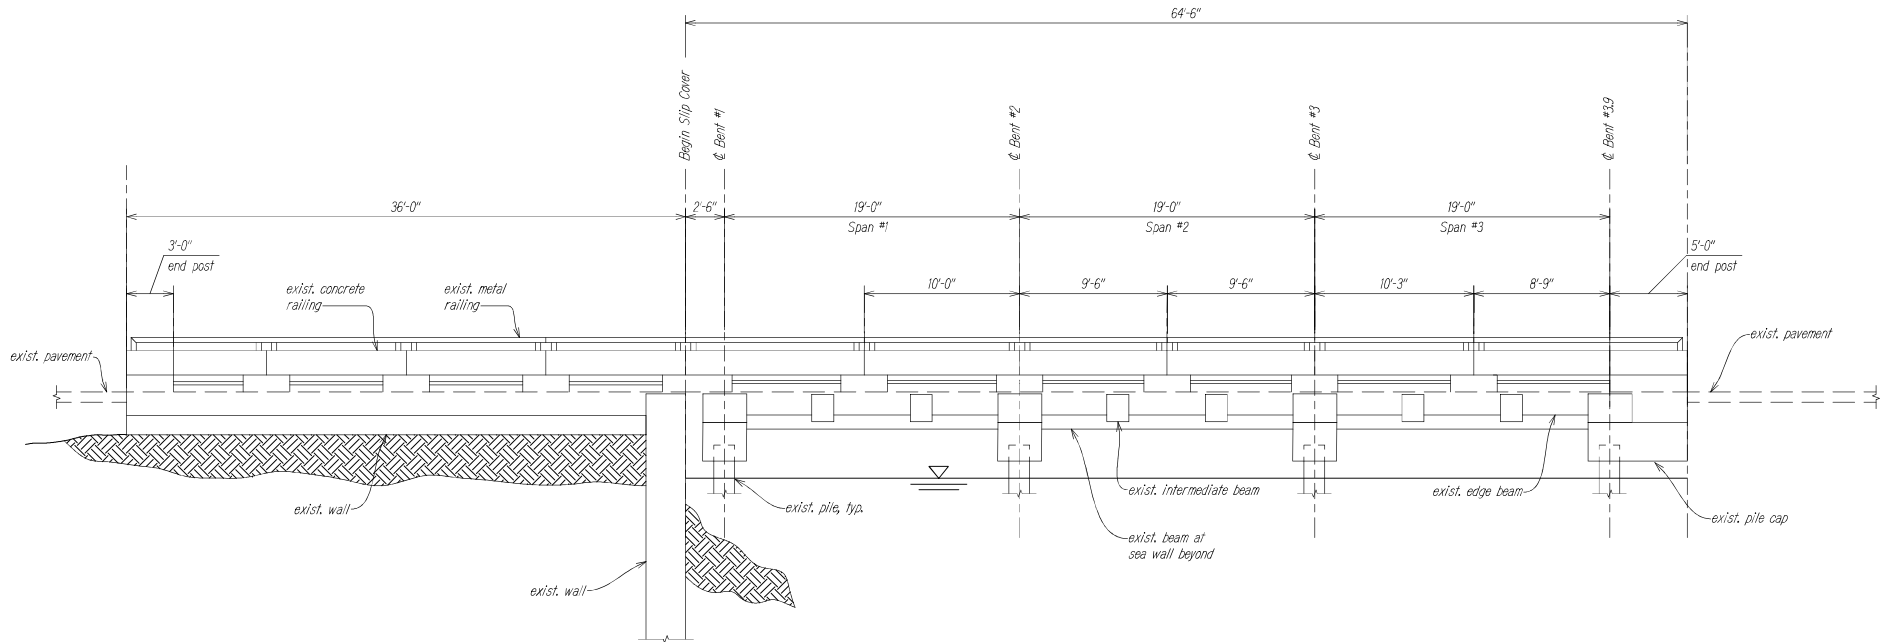 64'-6"
Begin Slip Cover
℄ Bent #1
℄ Bent #2
℄ Bent #3
℄ Bent #3.9
36'-0"
2'-6"
19'-0"
Span #1
19'-0"
Span #2
19'-0"
Span #3
3'-0"
end post
5'-0"
end post
10'-0"
9'-6"
9'-6"
10'-3"
8'-9"
exist. concrete
railing
exist. metal
railing
exist. pavement
exist. pavement
exist. wall
exist. pile, typ.
exist. intermediate beam
exist. edge beam
exist. pile cap
exist. beam at
sea wall beyond
exist. wall